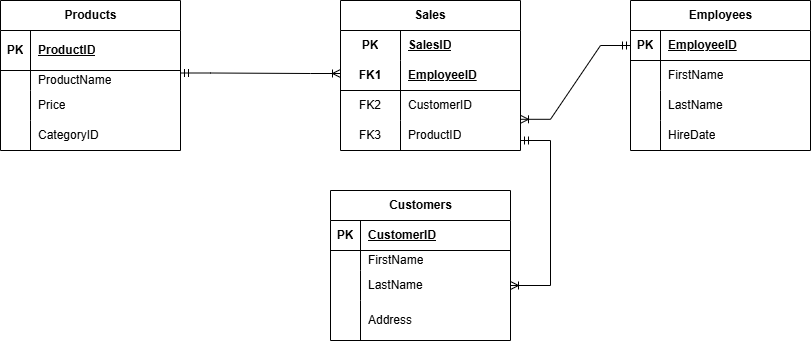 Products
PK ProductID
ProductName
Price
CategoryID
Sales
PK SalesID
FK1 EmployeeID
FK2 CustomerID
FK3 ProductID
Employees
PK EmployeeID
FirstName
LastName
HireDate
Customers
PK CustomerID
FirstName
LastName
Address